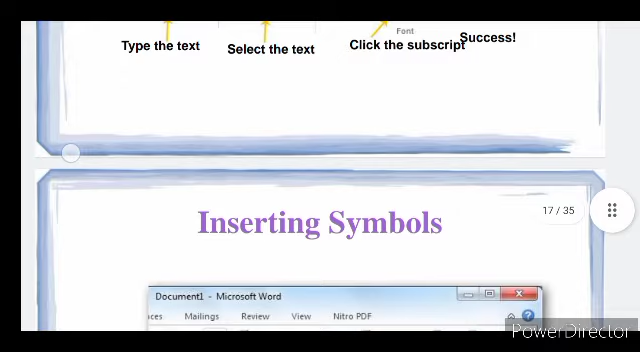 Font
Type the text Select the text Click the subscript Success!
17 / 35
Inserting Symbols
Document1 - Microsoft Word
ces Mailings Review View Nitro PDF
PowerDirector